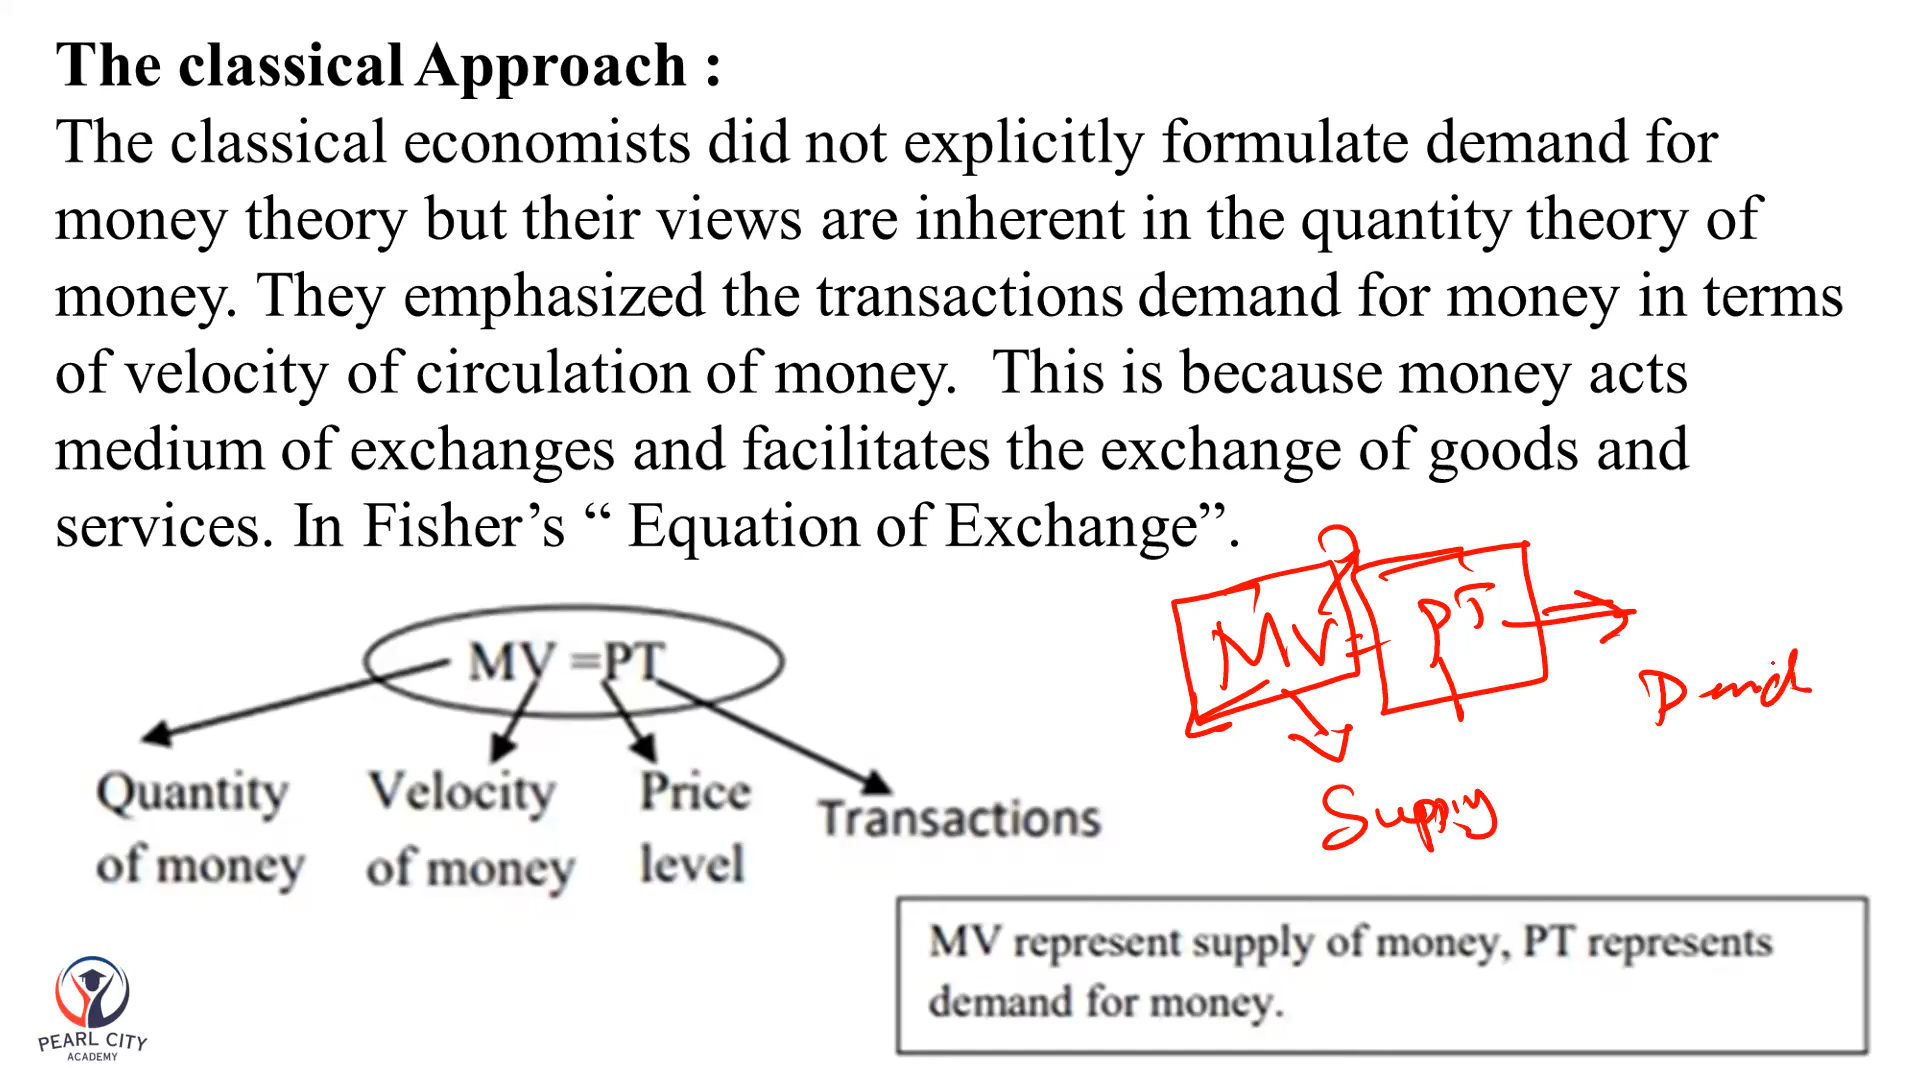 The classical Approach :
The classical economists did not explicitly formulate demand for
money theory but their views are inherent in the quantity theory of
money. They emphasized the transactions demand for money in terms
of velocity of circulation of money.  This is because money acts
medium of exchanges and facilitates the exchange of goods and
services. In Fisher’s “ Equation of Exchange”.
MV =PT
MV = PT
Demand
Supply
Quantity
of money
Velocity
of money
Price
level
Transactions
MV represent supply of money, PT represents
demand for money.
PEARL CITY
ACADEMY